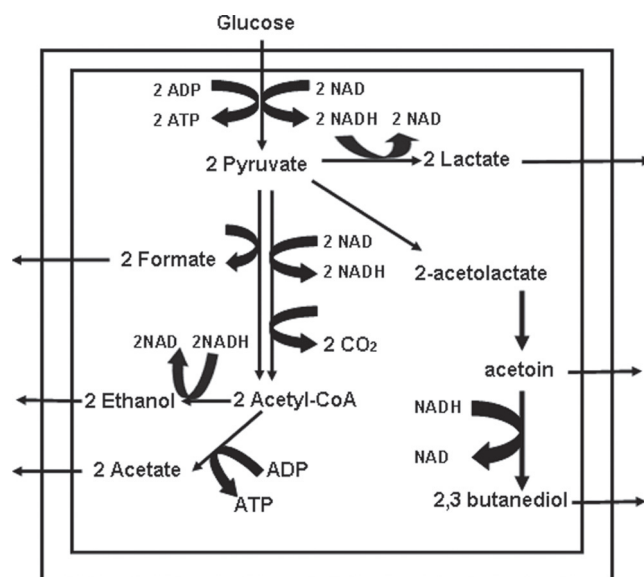 Glucose
2 ADP
2 NAD
2 ATP
2 NADH
2 NAD
2 Pyruvate
2 Lactate
2 NAD
2 Formate
2 NADH
2-acetolactate
2NAD
2NADH
2 CO₂
acetoin
2 Ethanol
2 Acetyl-CoA
NADH
NAD
2 Acetate
ADP
ATP
2,3 butanediol